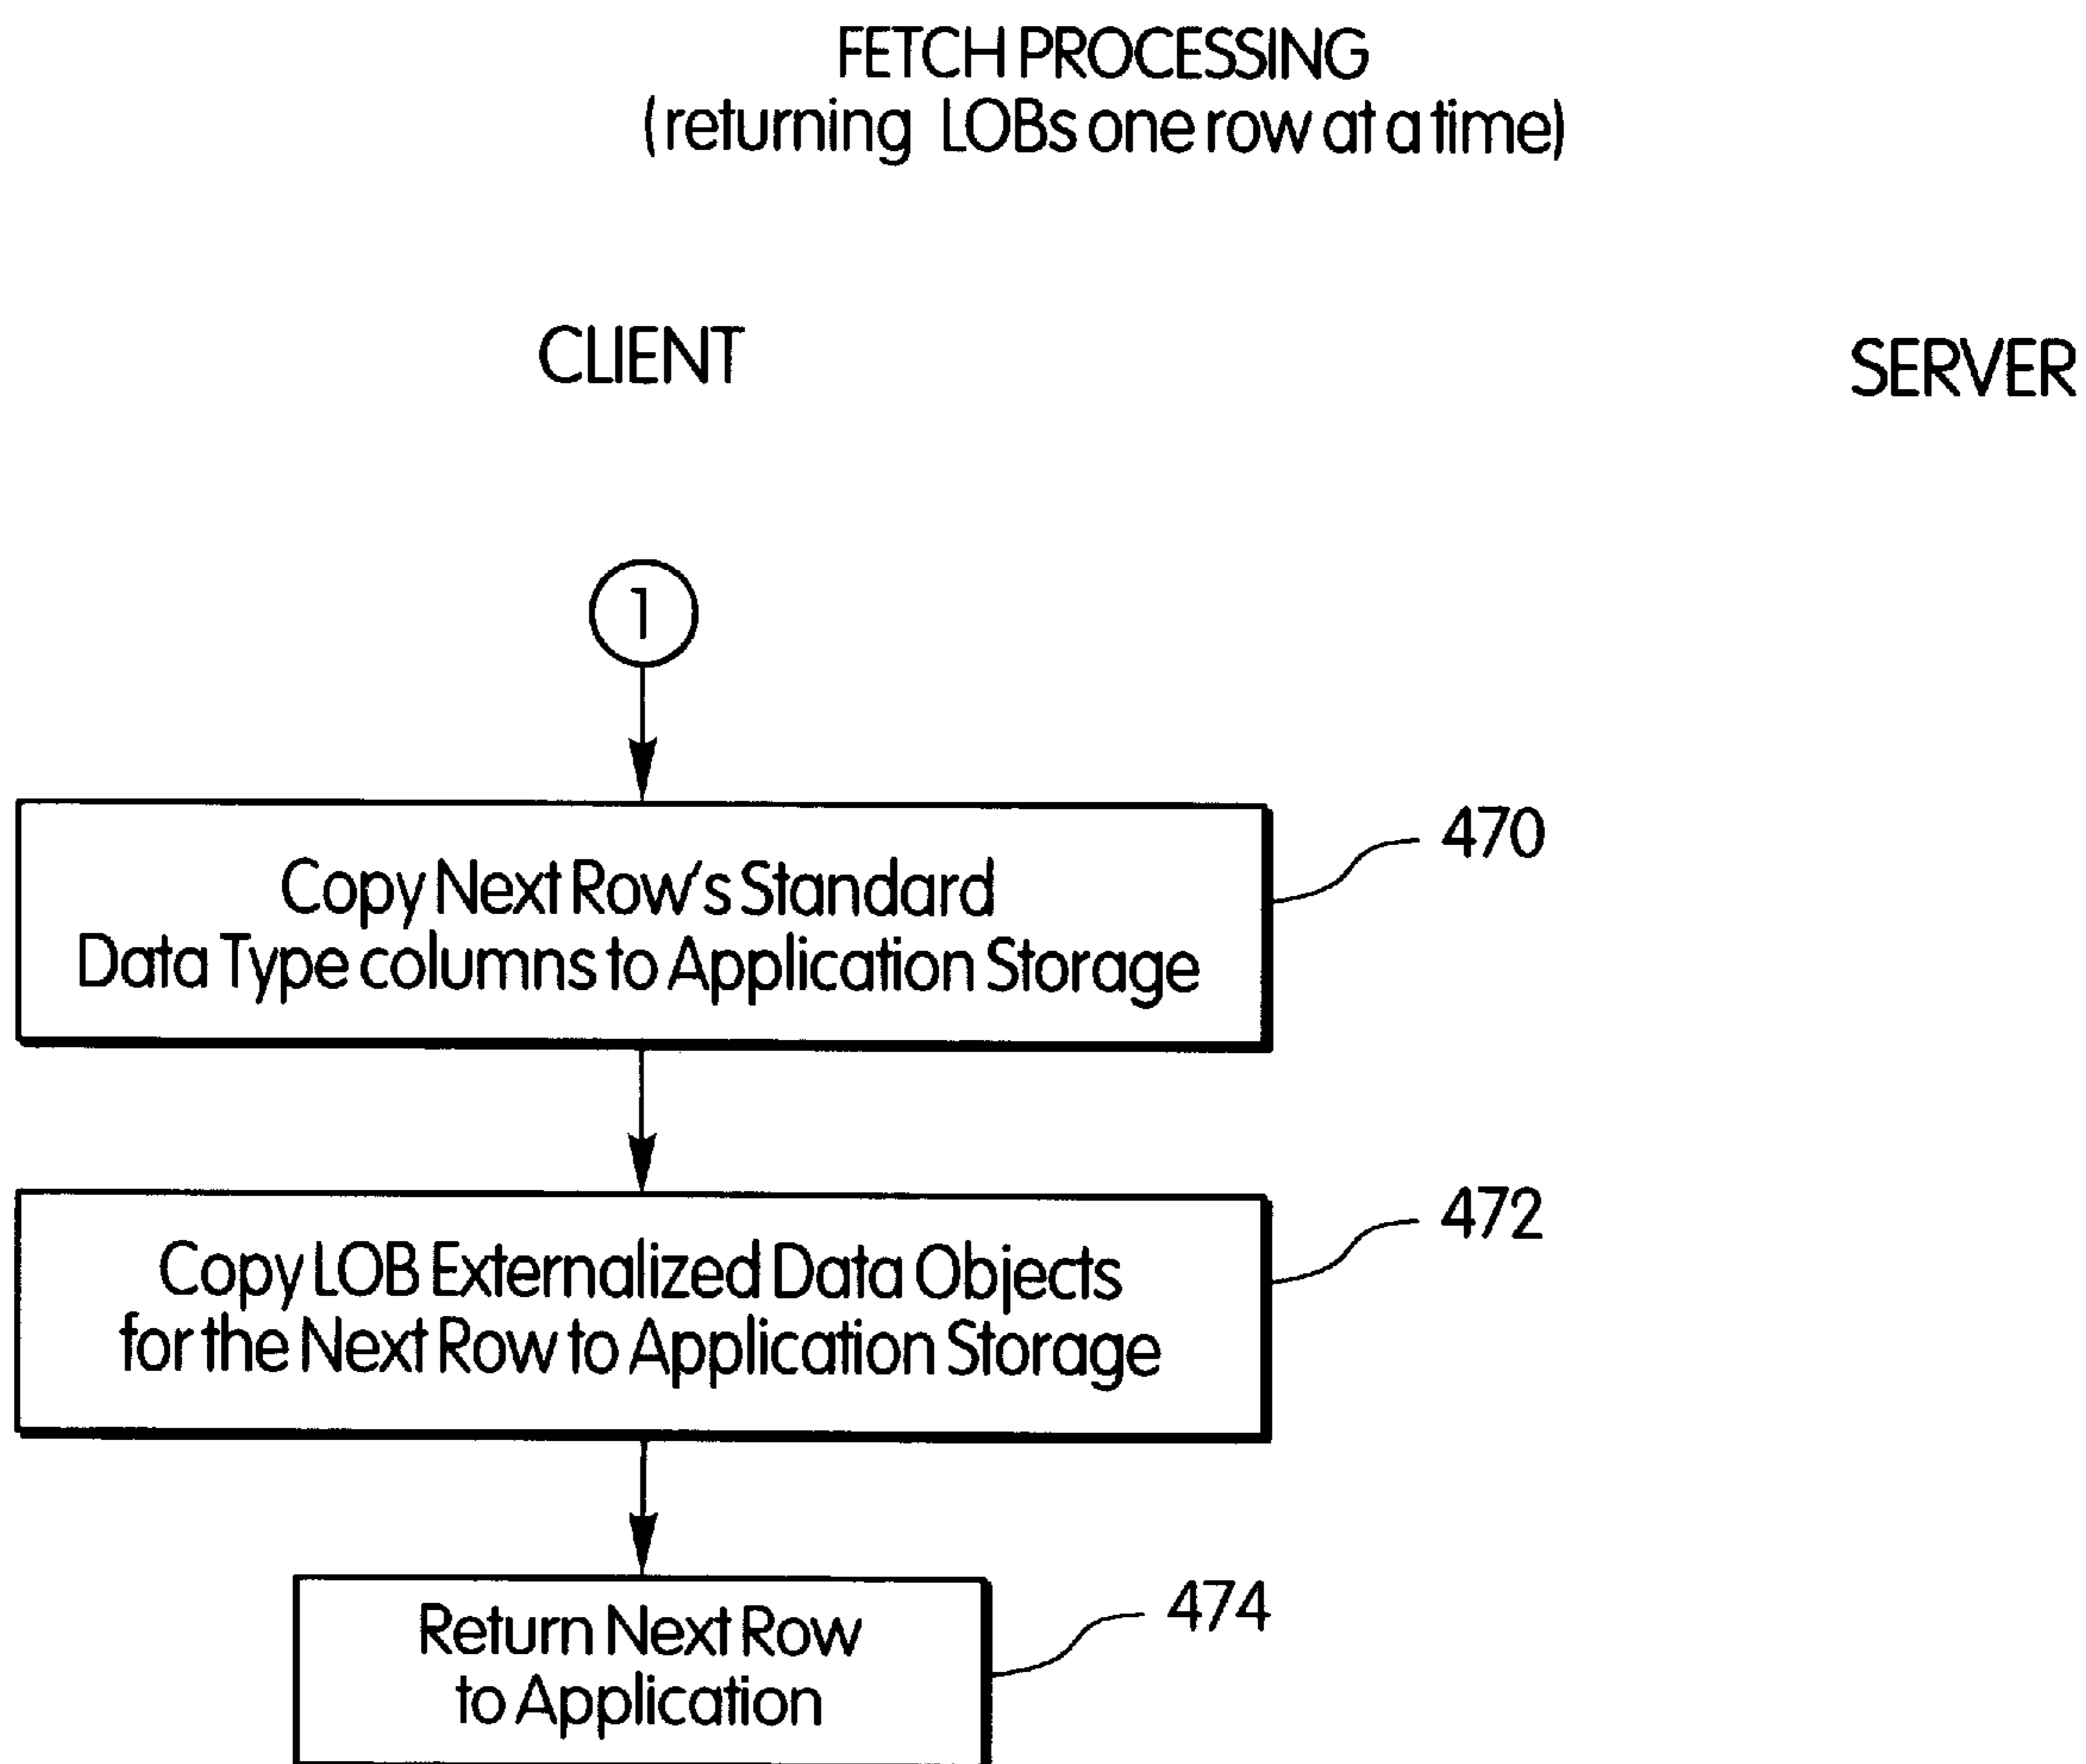 FETCH PROCESSING
(returning LOBs one row at a time)
CLIENT
SERVER
1
Copy Next Row's Standard
Data Type columns to Application Storage
470
Copy LOB Externalized Data Objects
for the Next Row to Application Storage
472
Return Next Row
to Application
474